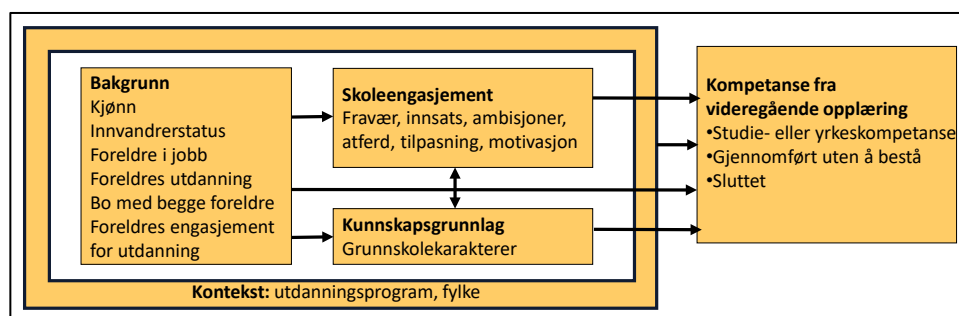 Bakgrunn
Kjønn
Innvandrerstatus
Foreldre i jobb
Foreldres utdanning
Bo med begge foreldre
Foreldres engasjement
for utdanning
Skoleengasjement
Fravær, innsats, ambisjoner,
atferd, tilpasning, motivasjon
Kunnskapsgrunnlag
Grunnskolekarakterer
Kontekst: utdanningsprogram, fylke
Kompetanse fra
videregående opplæring
•Studie- eller yrkeskompetanse
•Gjennomført uten å bestå
•Sluttet